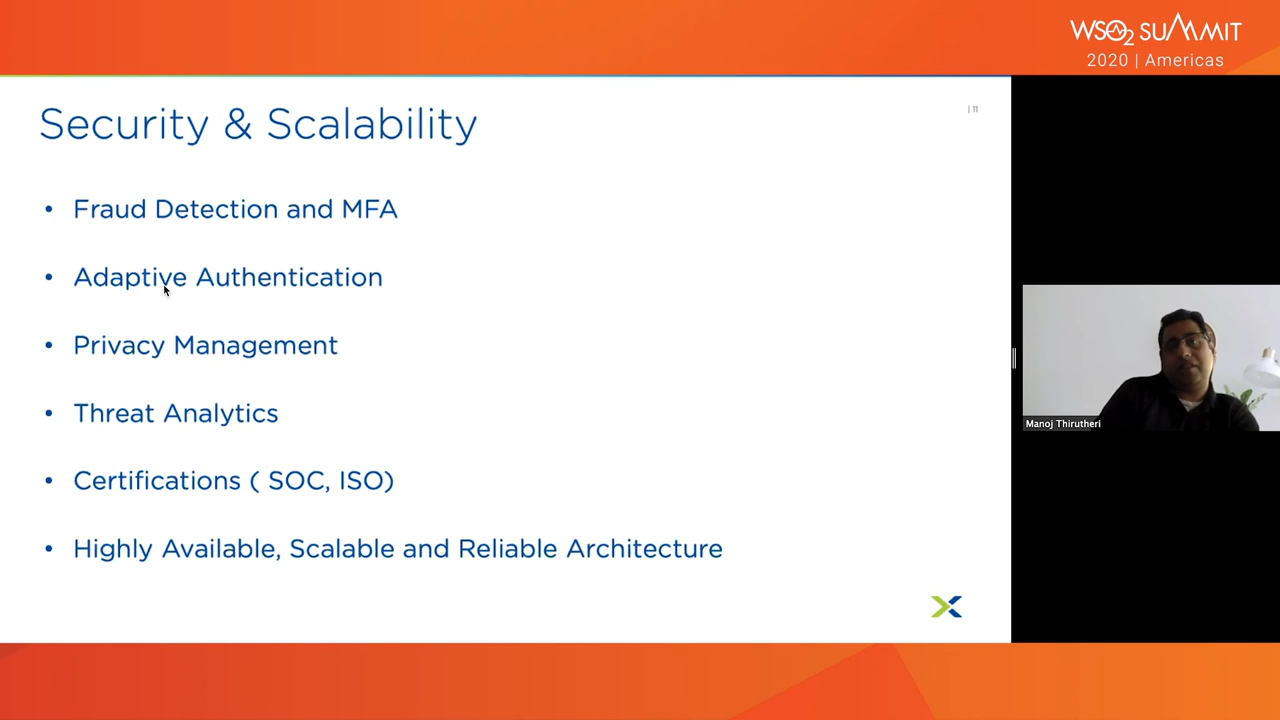 WSO2 SUMMIT
2020 | Americas
Security & Scalability
| 11
• Fraud Detection and MFA
• Adaptive Authentication
• Privacy Management
• Threat Analytics
• Certifications ( SOC, ISO)
• Highly Available, Scalable and Reliable Architecture
Manoj Thirutheri